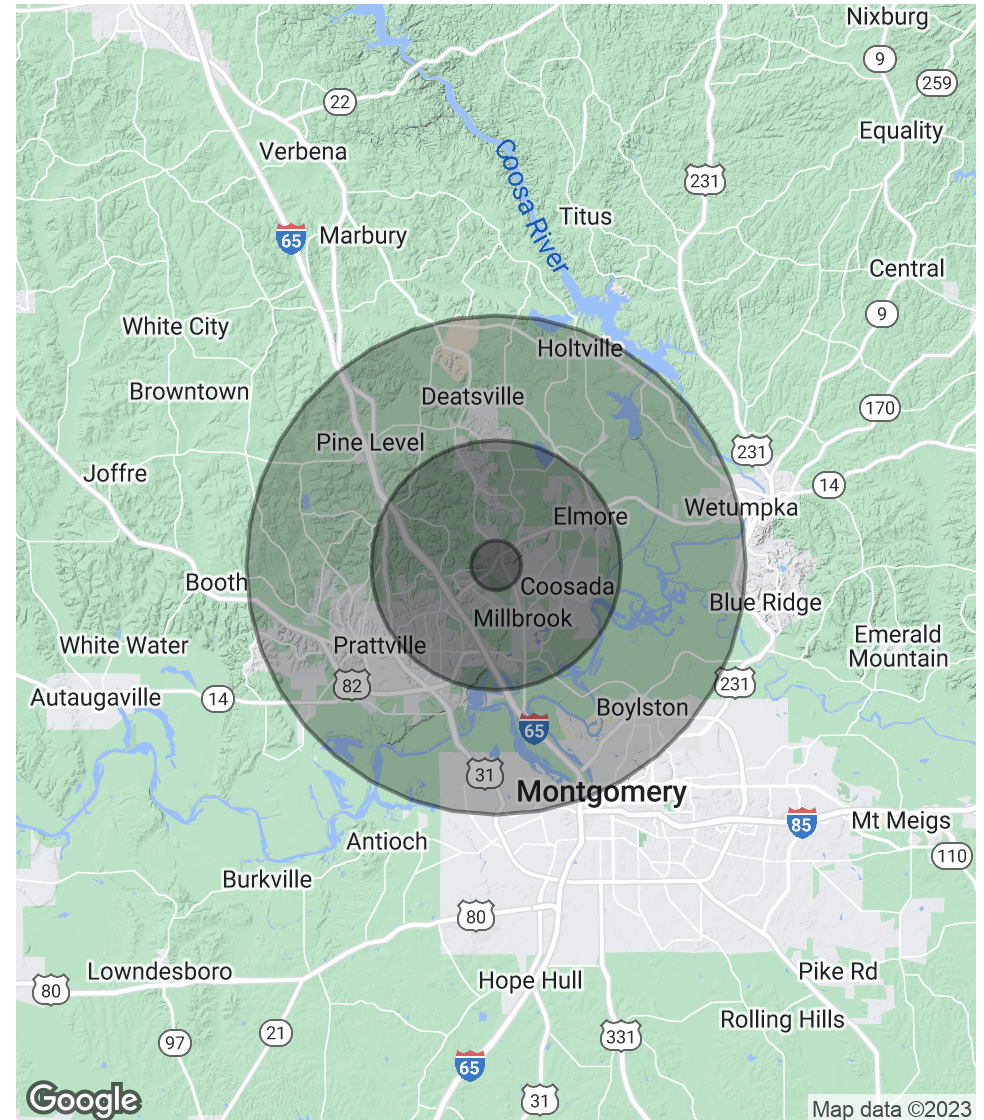 Nixburg
9
259
22
Equality
Verbena
231
Coosa River
Titus
65
Marbury
Central
9
White City
Holtville
Browntown
Deatsville
170
Pine Level
231
Joffre
14
Wetumpka
Elmore
Booth
Coosada
Blue Ridge
Millbrook
White Water
Prattville
Emerald
Mountain
82
231
Autaugaville
14
Boylston
65
31
Montgomery
85
Mt Meigs
Antioch
110
Burkville
80
Lowndesboro
Pike Rd
80
Hope Hull
Rolling Hills
21
97
331
65
31
Google
Map data ©2023